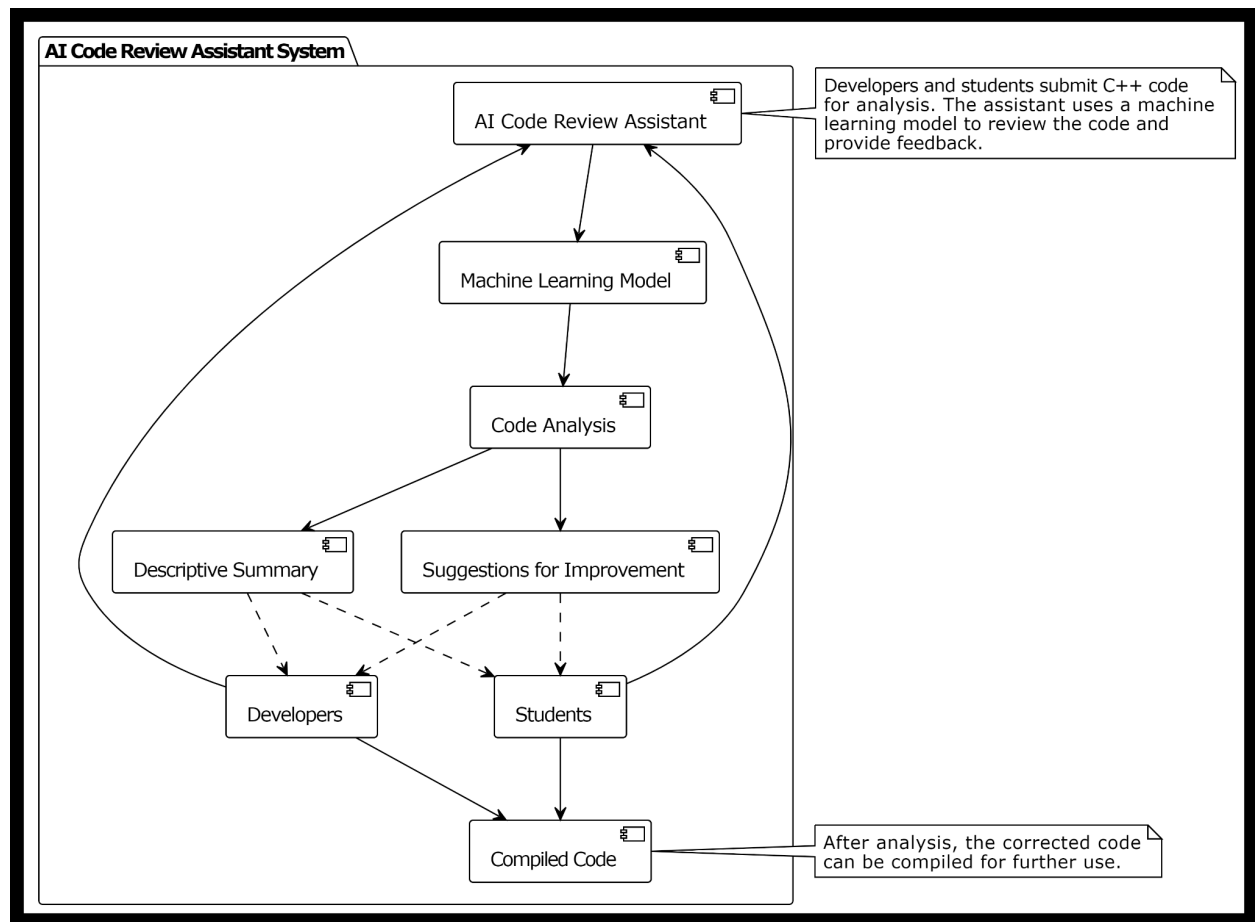 AI Code Review Assistant System
AI Code Review Assistant
Developers and students submit C++ code
for analysis. The assistant uses a machine
learning model to review the code and
provide feedback.
Machine Learning Model
Code Analysis
Descriptive Summary
Suggestions for Improvement
Developers
Students
Compiled Code
After analysis, the corrected code
can be compiled for further use.